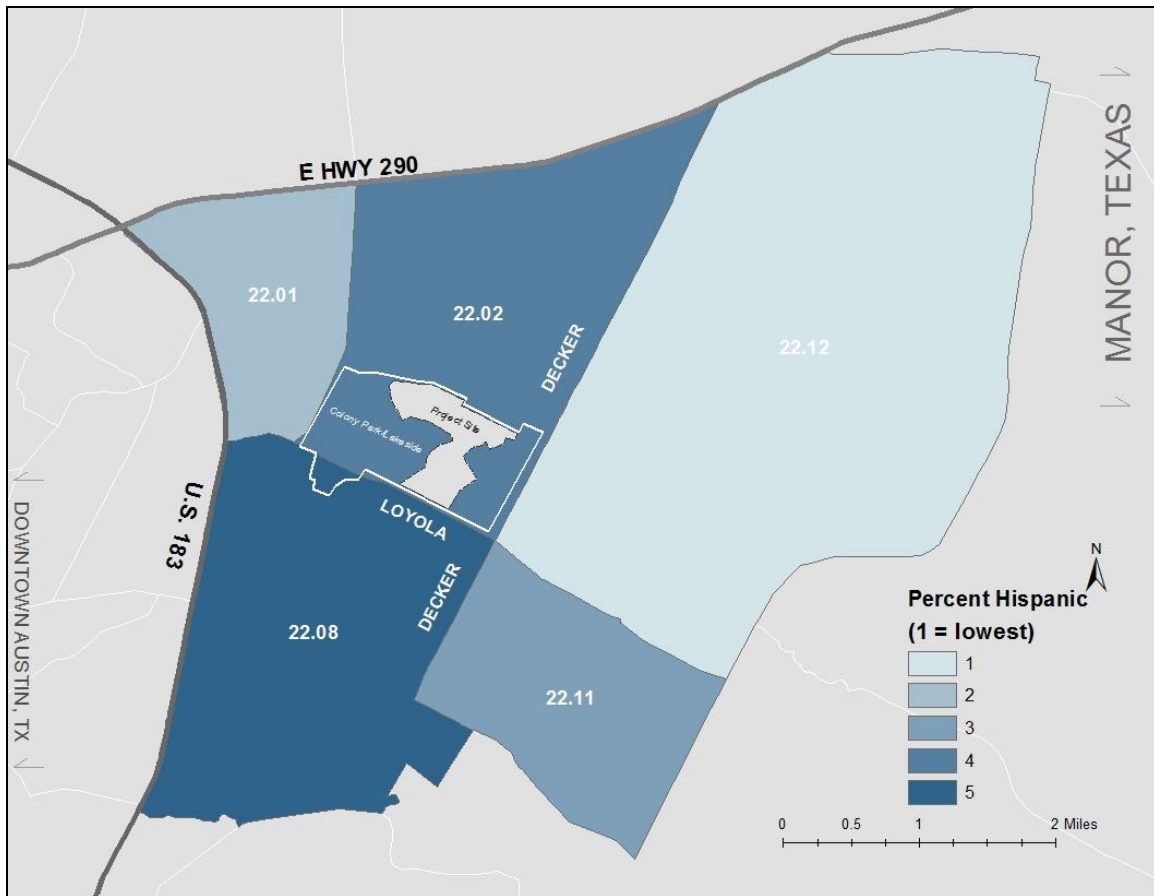 E HWY 290
MANOR, TEXAS
22.01
22.02
22.12
DECKER
Project Site
Colony Park/Lakeside
U.S. 183
DOWNTOWN AUSTIN, TX
LOYOLA
DECKER
22.08
22.11
N
Percent Hispanic
(1 = lowest)
1
2
3
4
5
0 0.5 1 2 Miles